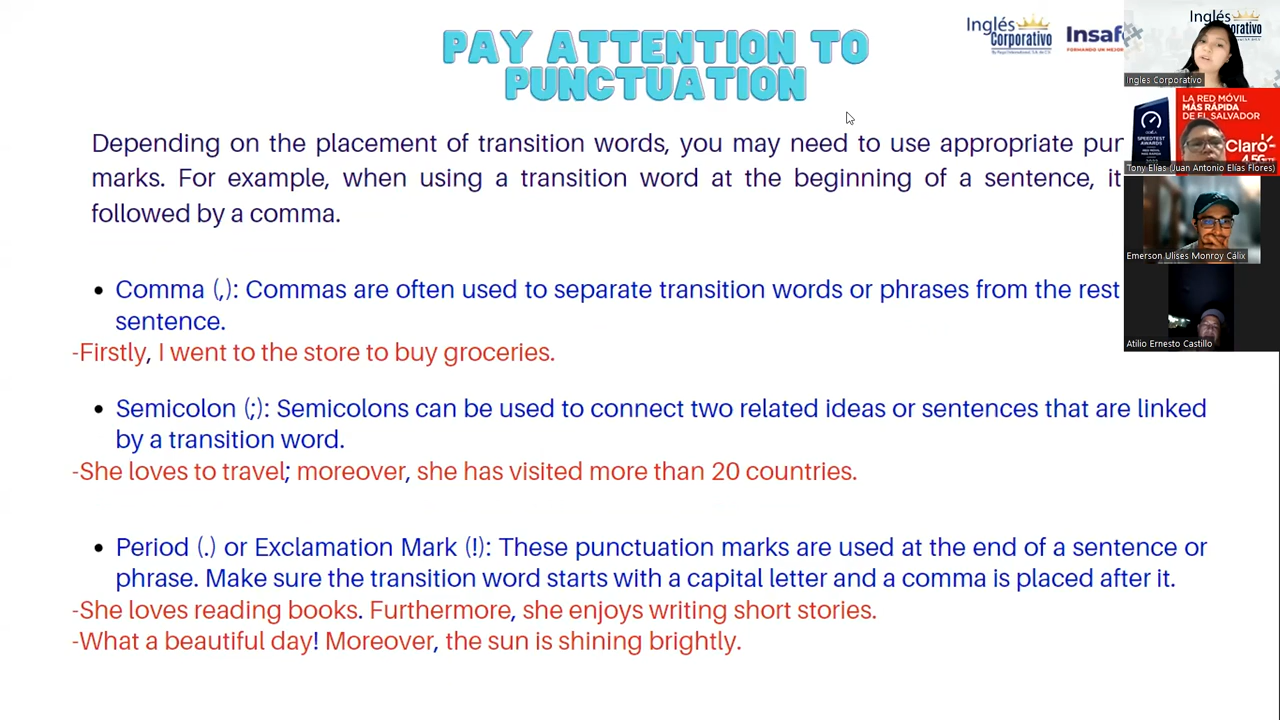 PAY ATTENTION TO
PUNCTUATION
Inglés
Corporativo
Insaf
FORMANDO UN MEJOR
Depending on the placement of transition words, you may need to use appropriate pun
marks. For example, when using a transition word at the beginning of a sentence, it
followed by a comma.
• Comma (,): Commas are often used to separate transition words or phrases from the rest
sentence.
-Firstly, I went to the store to buy groceries.
• Semicolon (;): Semicolons can be used to connect two related ideas or sentences that are linked
by a transition word.
-She loves to travel; moreover, she has visited more than 20 countries.
• Period (.) or Exclamation Mark (!): These punctuation marks are used at the end of a sentence or
phrase. Make sure the transition word starts with a capital letter and a comma is placed after it.
-She loves reading books. Furthermore, she enjoys writing short stories.
-What a beautiful day! Moreover, the sun is shining brightly.
Inglés
Inglés Corporativo
SPEEDTEST
AWARDS
LA RED MÓVIL
MÁS RÁPIDA
DE EL SALVADOR
Claro
4.5G
Tony Elías (Juan Antonio Elías Flores)
Emerson Ulises Monroy Cálix
Atilio Ernesto Castillo